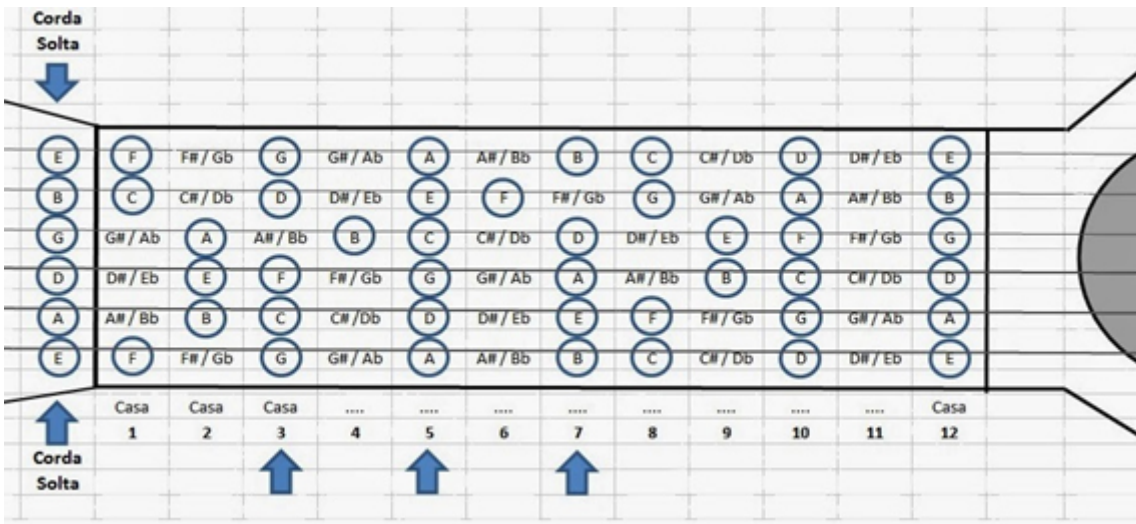 Corda
Solta
E F F# / Gb G G# / Ab A A# / Bb B C C# / Db D D# / Eb E
B C C# / Db D D# / Eb E F F# / Gb G G# / Ab A A# / Bb B
G G# / Ab A A# / Bb B C C# / Db D D# / Eb E F F# / Gb G
D D# / Eb E F F# / Gb G G# / Ab A A# / Bb B C C# / Db D
A A# / Bb B C C# /Db D D# / Eb E F F# / Gb G G# / Ab A
E F F# / Gb G G# / Ab A A# / Bb B C C# / Db D D# / Eb E
Casa Casa Casa .... .... .... .... .... .... .... .... Casa
1 2 3 4 5 6 7 8 9 10 11 12
Corda
Solta